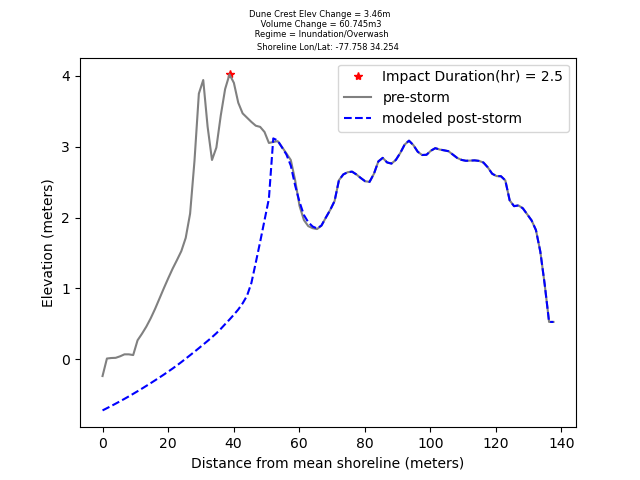 Dune Crest Elev Change = 3.46m
Volume Change = 60.745m3
Regime = Inundation/Overwash
Shoreline Lon/Lat: -77.758 34.254
Impact Duration(hr) = 2.5
pre-storm
modeled post-storm
Elevation (meters)
4
3
2
1
0
0 20 40 60 80 100 120 140
Distance from mean shoreline (meters)